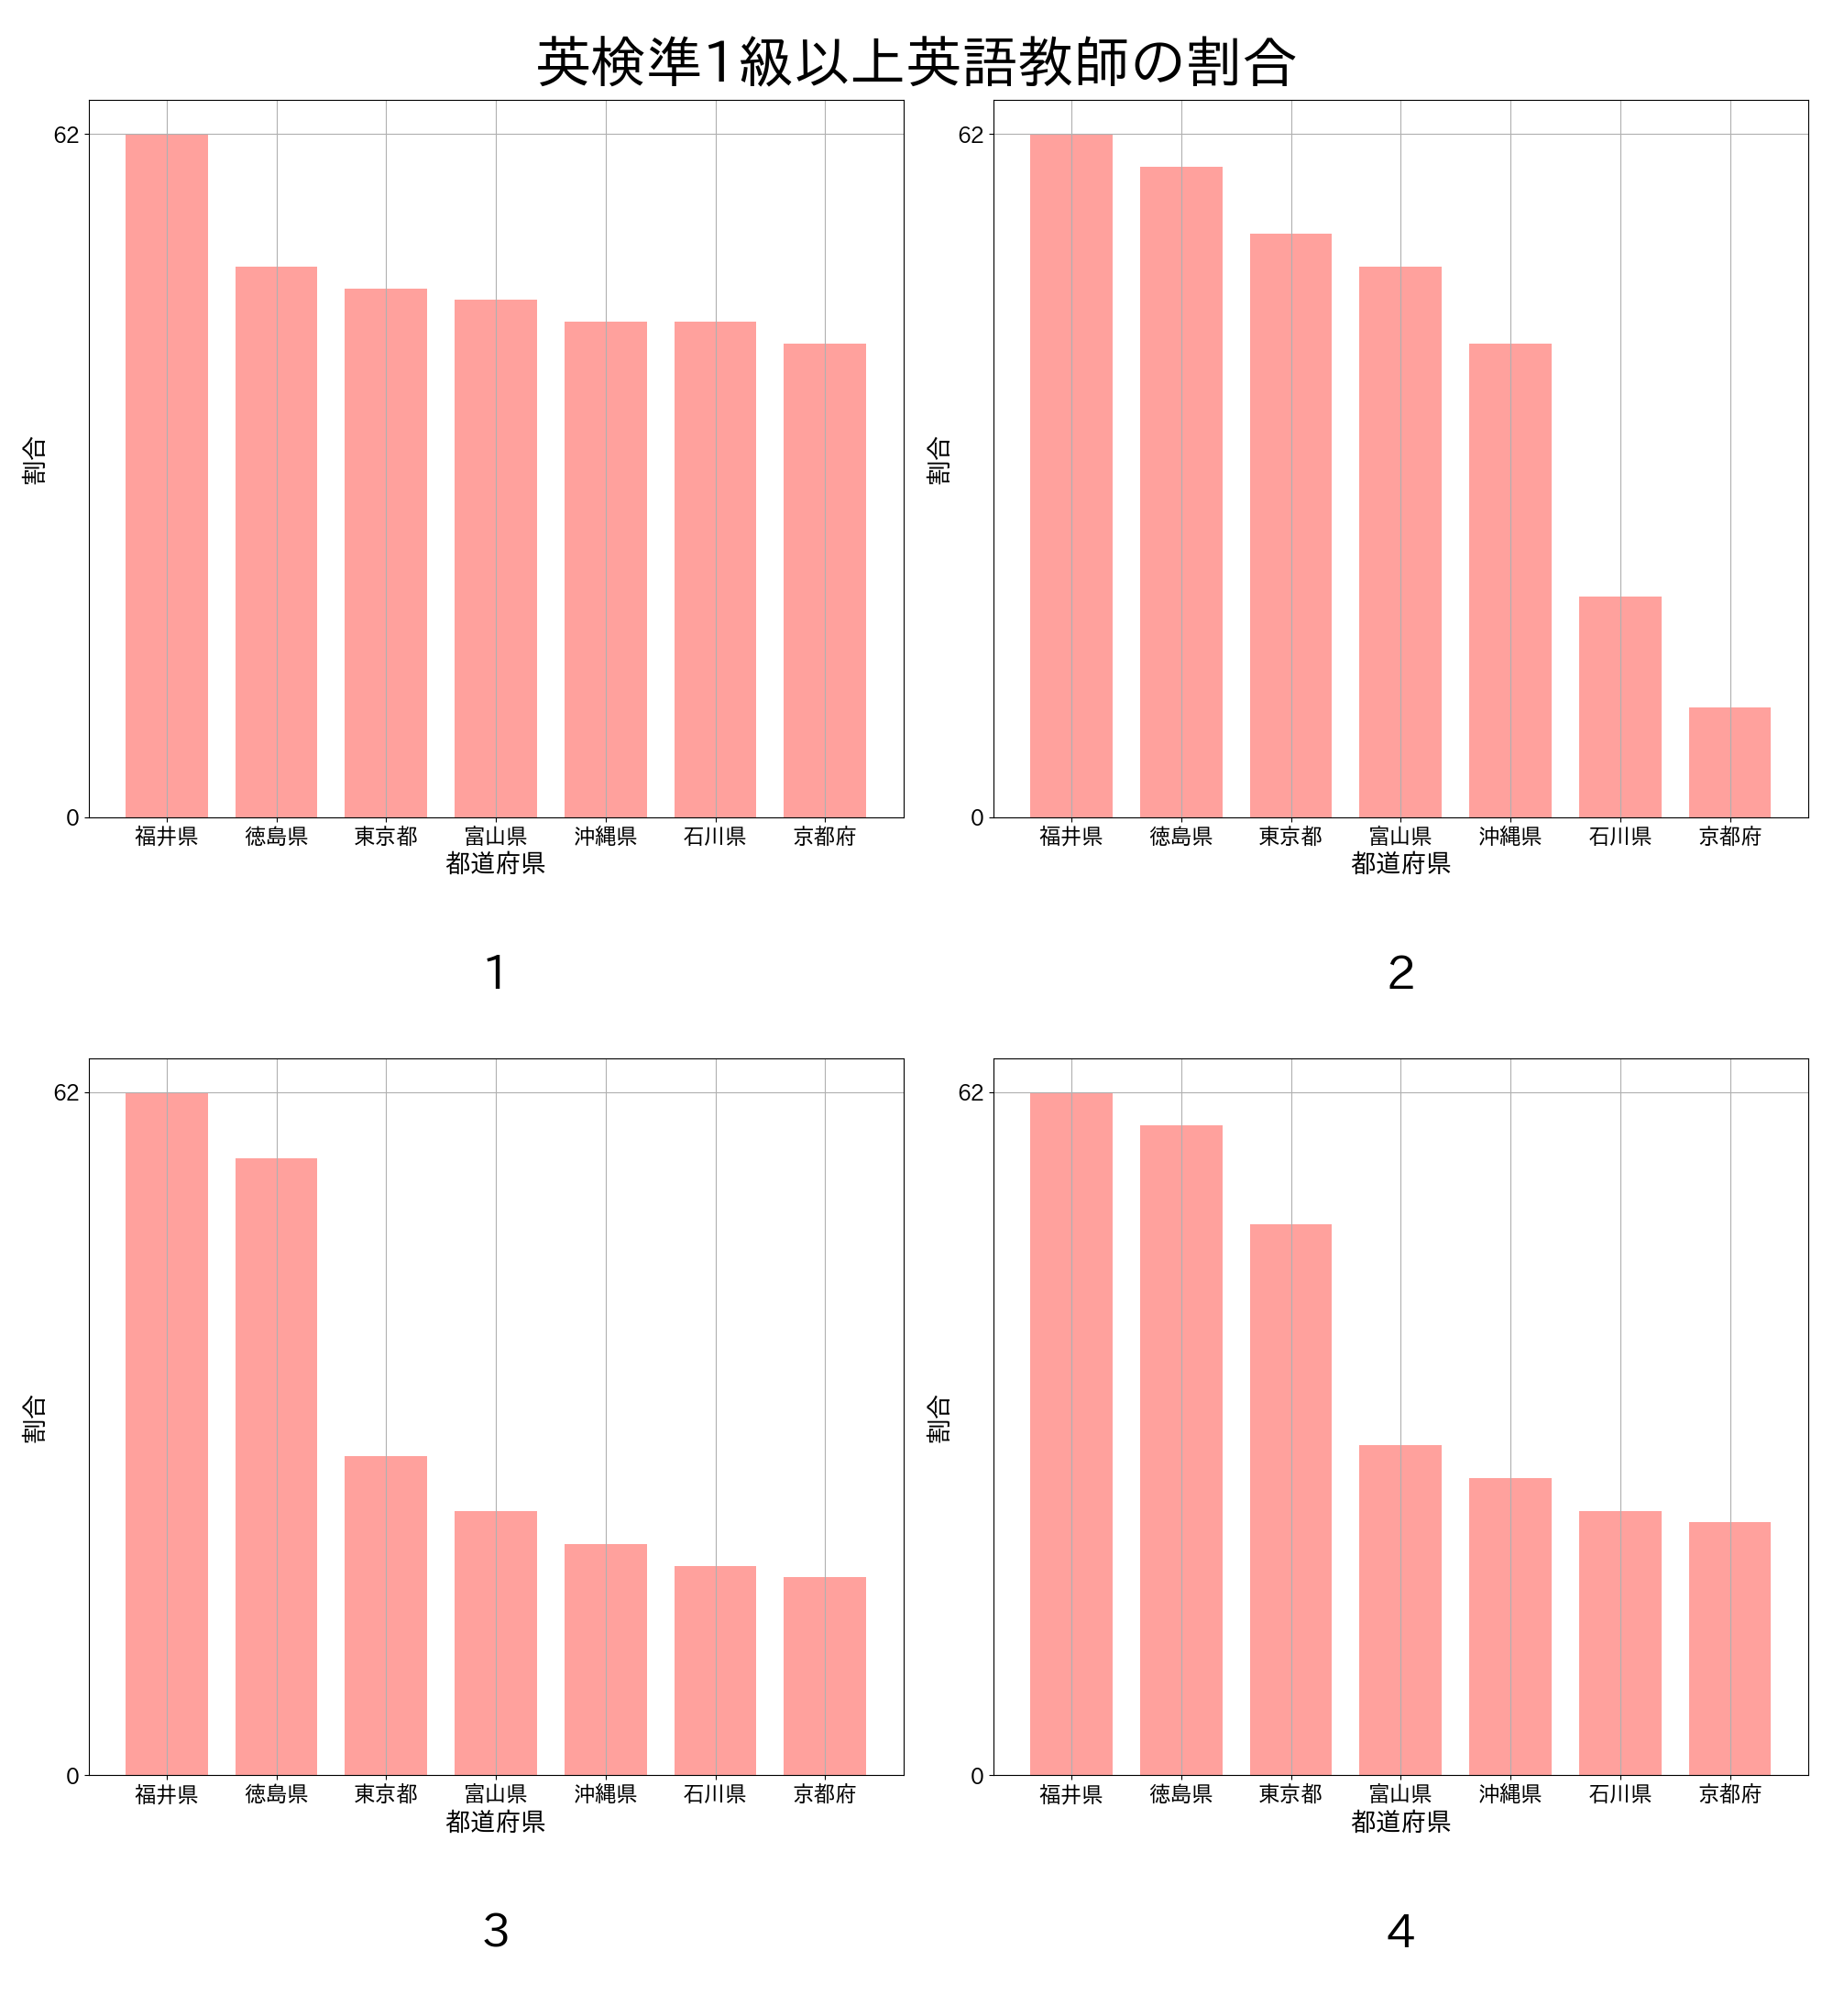 英検準1級以上英語教師の割合
62
0
割合
福井県 徳島県 東京都 富山県 沖縄県 石川県 京都府
都道府県
1
62
0
割合
福井県 徳島県 東京都 富山県 沖縄県 石川県 京都府
都道府県
2
62
0
割合
福井県 徳島県 東京都 富山県 沖縄県 石川県 京都府
都道府県
3
62
0
割合
福井県 徳島県 東京都 富山県 沖縄県 石川県 京都府
都道府県
4